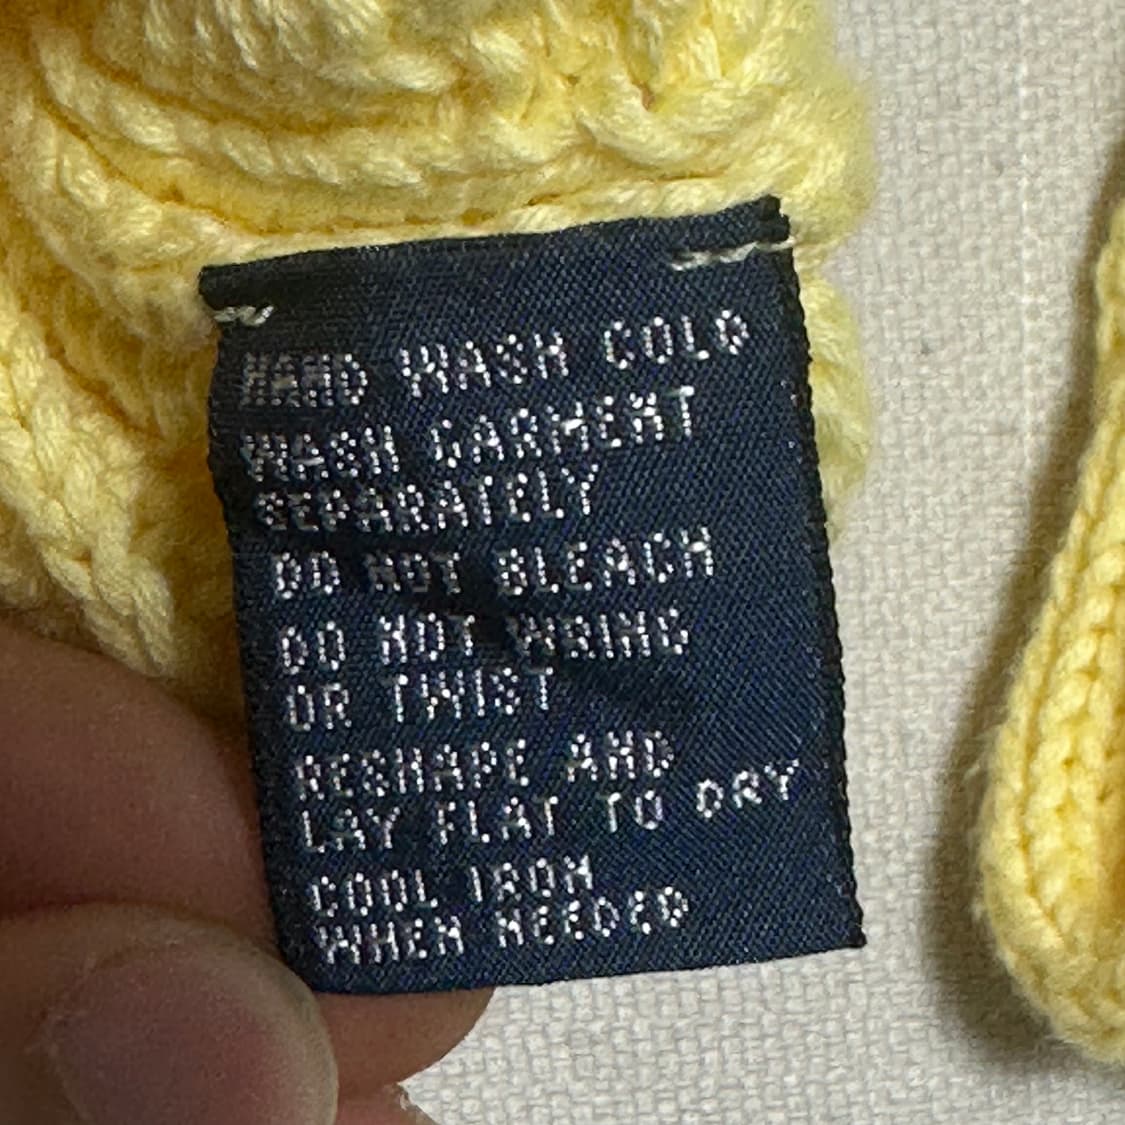 HAND WASH COLD
WASH GARMENT
SEPARATELY
DO NOT BLEACH
DO NOT WRING
OR TWIST
RESHAPE AND
LAY FLAT TO DRY
COOL IRON
WHEN NEEDED